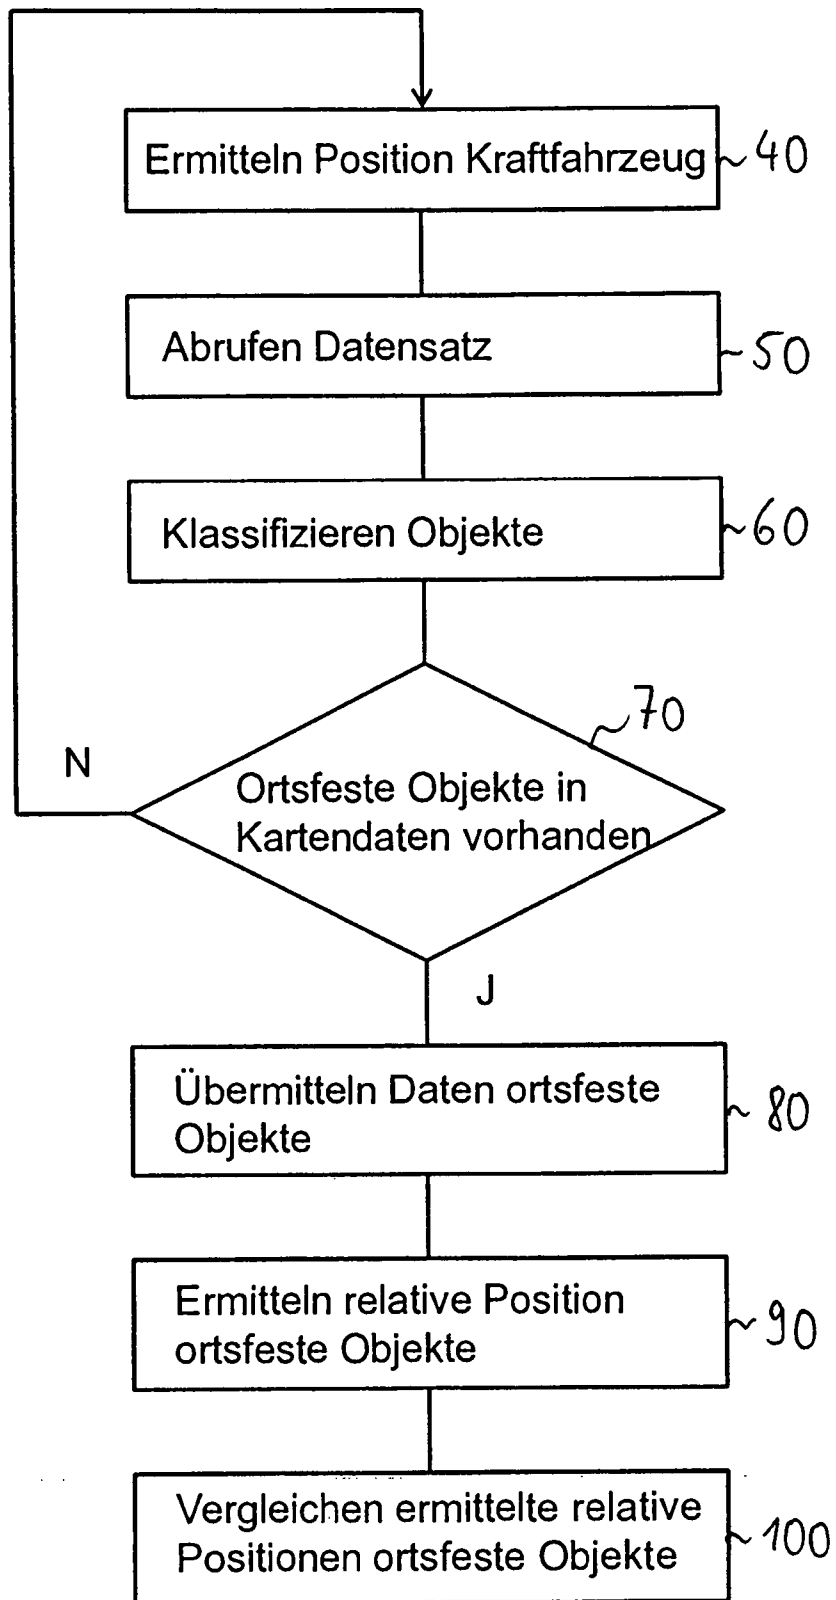 Ermitteln Position Kraftfahrzeug 40
Abrufen Datensatz 50
Klassifizieren Objekte 60
70
N
Ortsfeste Objekte in
Kartendaten vorhanden
J
Übermitteln Daten ortsfeste
Objekte
80
Ermitteln relative Position
ortsfeste Objekte
90
Vergleichen ermittelte relative
Positionen ortsfeste Objekte
100